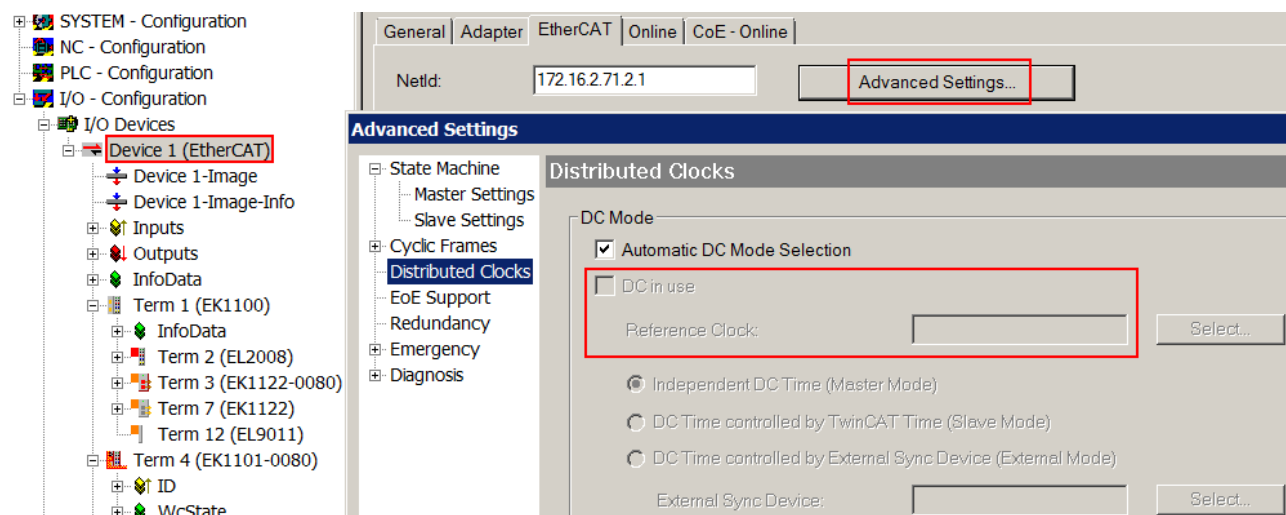 SYSTEM - Configuration
NC - Configuration
PLC - Configuration
I/O - Configuration
I/O Devices
Device 1 (EtherCAT)
Device 1-Image
Device 1-Image-Info
Inputs
Outputs
InfoData
Term 1 (EK1100)
InfoData
Term 2 (EL2008)
Term 3 (EK1122-0080)
Term 7 (EK1122)
Term 12 (EL9011)
Term 4 (EK1101-0080)
ID
WcState
General Adapter EtherCAT Online CoE - Online
NetId: 172.16.2.71.2.1 Advanced Settings...
Advanced Settings
State Machine
Master Settings
Slave Settings
Cyclic Frames
Distributed Clocks
EoE Support
Redundancy
Emergency
Diagnosis
Distributed Clocks
DC Mode
Automatic DC Mode Selection
DC in use
Reference Clock: Select...
Independent DC Time (Master Mode)
DC Time controlled by TwinCAT Time (Slave Mode)
DC Time controlled by External Sync Device (External Mode)
External Sync Device: Select...